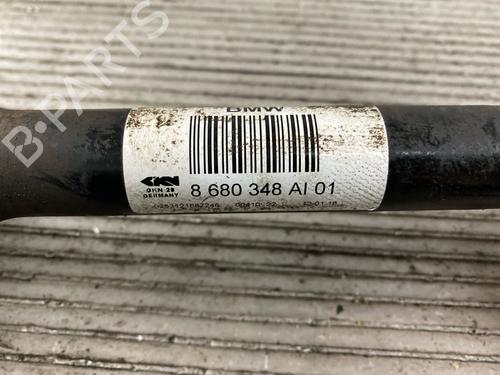 BMW
8 680 348 AI 01
GKN
GKN 28
GERMANY
B-PARTS